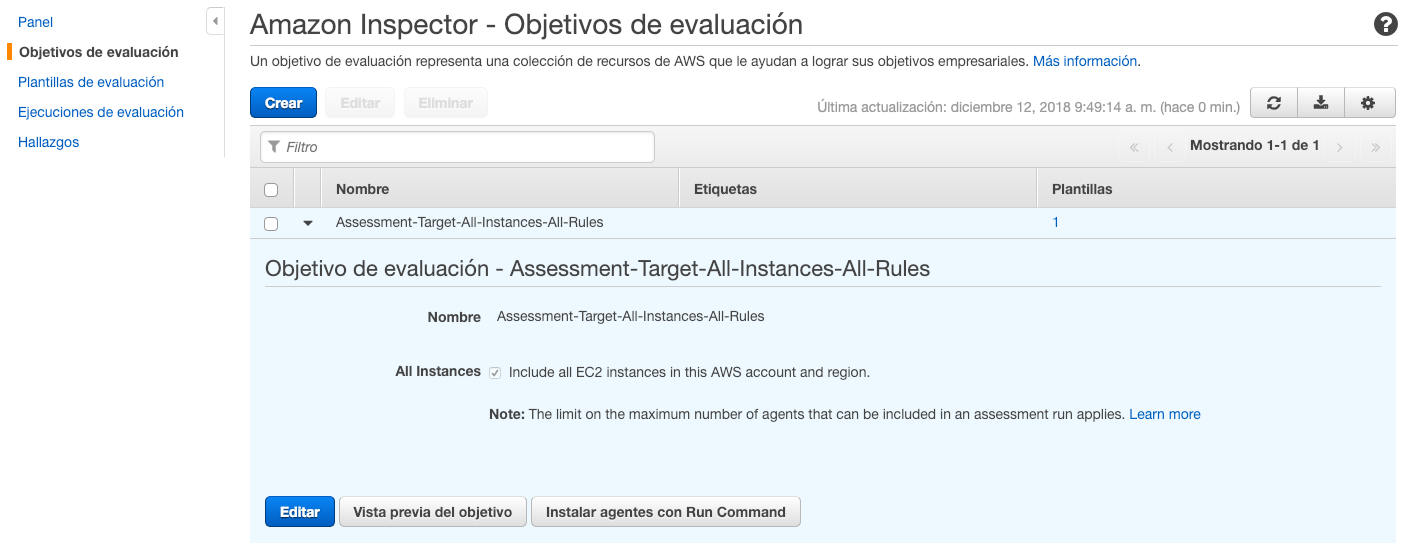 Panel
Objetivos de evaluación
Plantillas de evaluación
Ejecuciones de evaluación
Hallazgos
Amazon Inspector - Objetivos de evaluación
?
Un objetivo de evaluación representa una colección de recursos de AWS que le ayudan a lograr sus objetivos empresariales. Más información.
Crear Editar Eliminar
Última actualización: diciembre 12, 2018 9:49:14 a. m. (hace 0 min.)
Filtro
« ‹ Mostrando 1-1 de 1 › »
Nombre Etiquetas Plantillas
Assessment-Target-All-Instances-All-Rules 1
Objetivo de evaluación - Assessment-Target-All-Instances-All-Rules
Nombre Assessment-Target-All-Instances-All-Rules
All Instances Include all EC2 instances in this AWS account and region.
Note: The limit on the maximum number of agents that can be included in an assessment run applies. Learn more
Editar Vista previa del objetivo Instalar agentes con Run Command